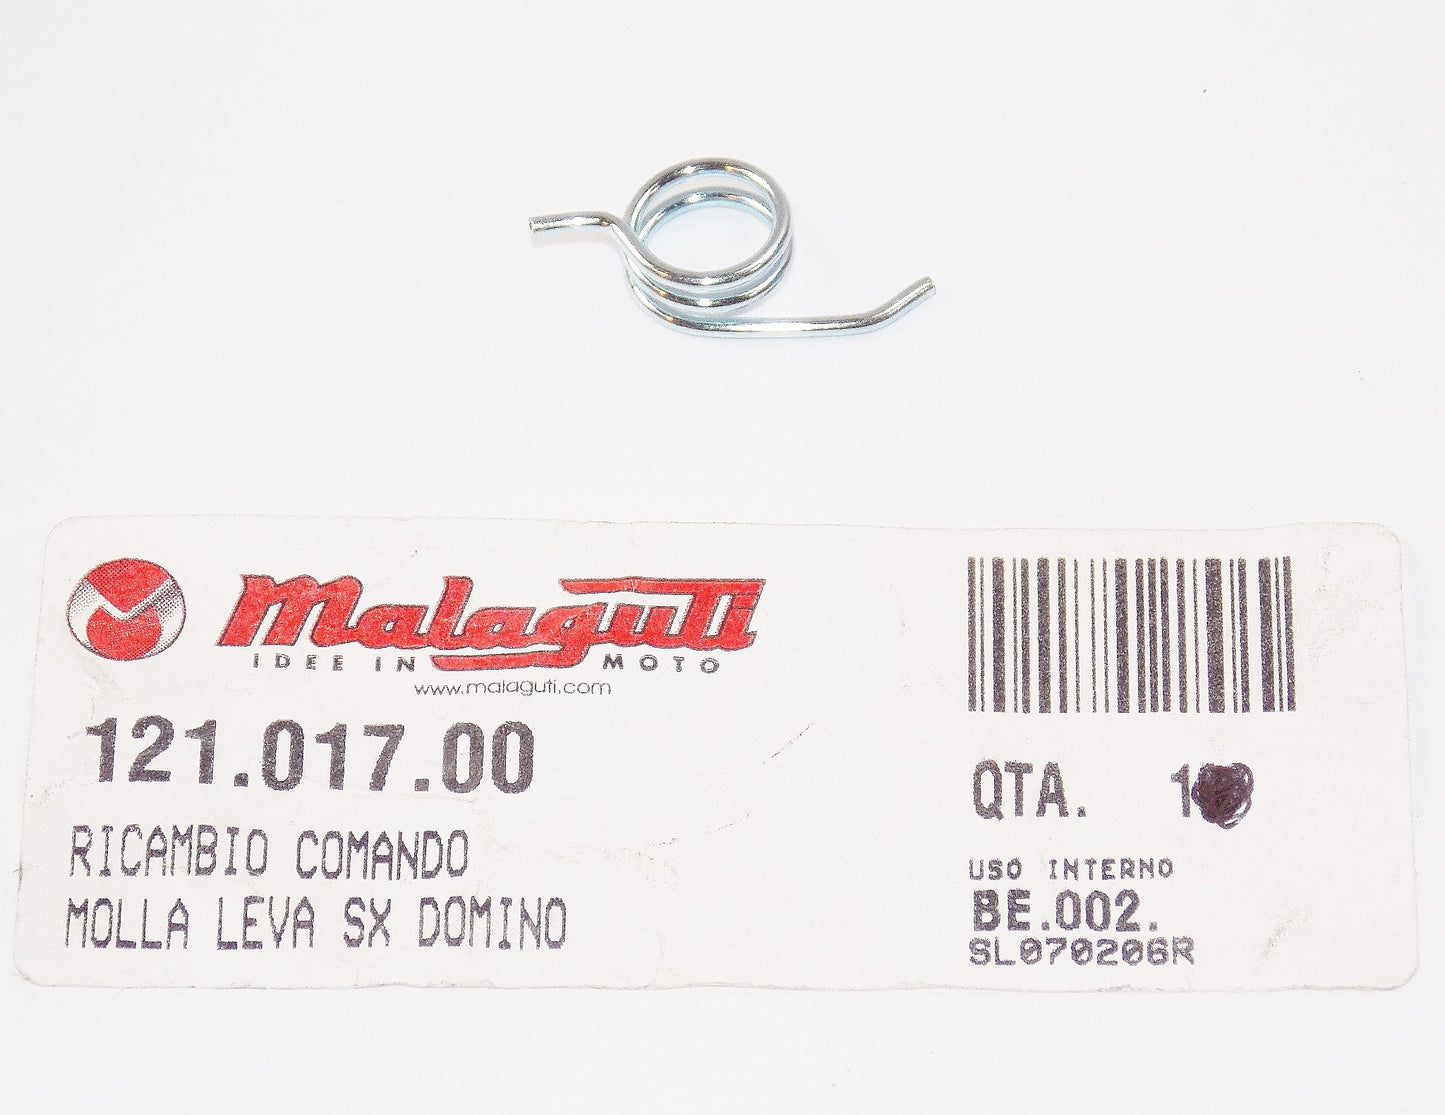 Malaguti
IDEE IN MOTO
www.malaguti.com
121.017.00
RICAMBIO COMANDO
MOLLA LEVA SX DOMINO
QTA. 1
USO INTERNO
BE.002.
SL070206R